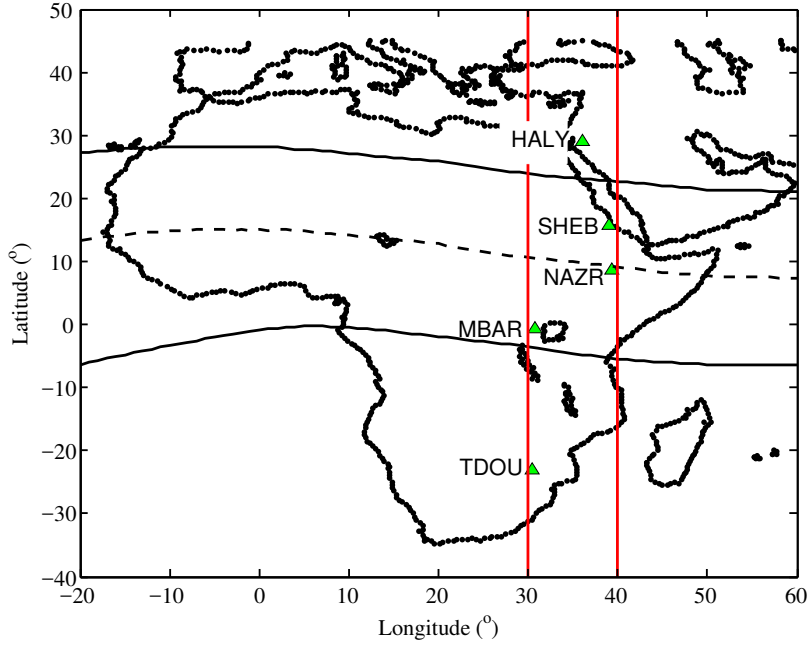 50
40
30
20
10
0
−10
−20
−30
−40
Latitude (°)
HALY
SHEB
NAZR
MBAR
TDOU
−20 −10 0 10 20 30 40 50 60
Longitude (°)